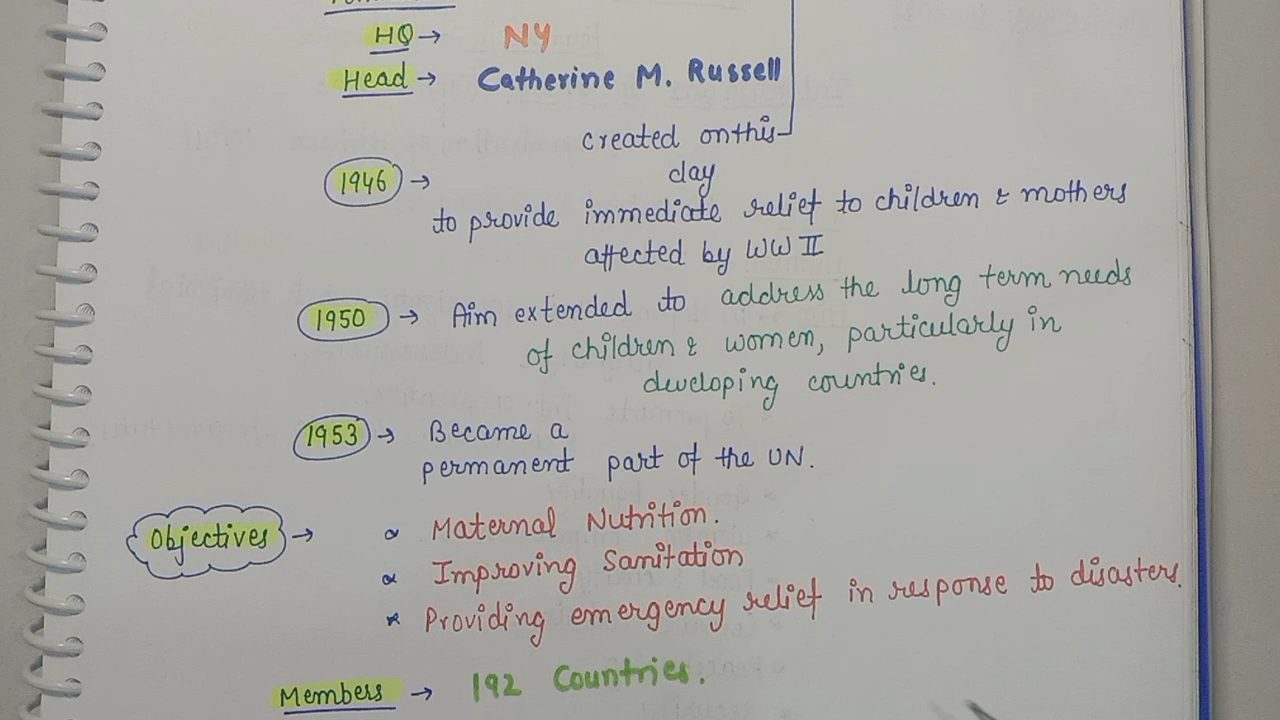 HQ → NY
Head → Catherine M. Russell
created on this
day
1946 →
to provide immediate relief to children & mothers
affected by WW II
1950 → Aim extended to address the long term needs
of children & women, particularly in
developing countries.
1953 → Became a
permanent part of the UN.
Objectives → Maternal Nutrition.
Improving Sanitation
* Providing emergency relief in response to disasters.
Members → 192 Countries.